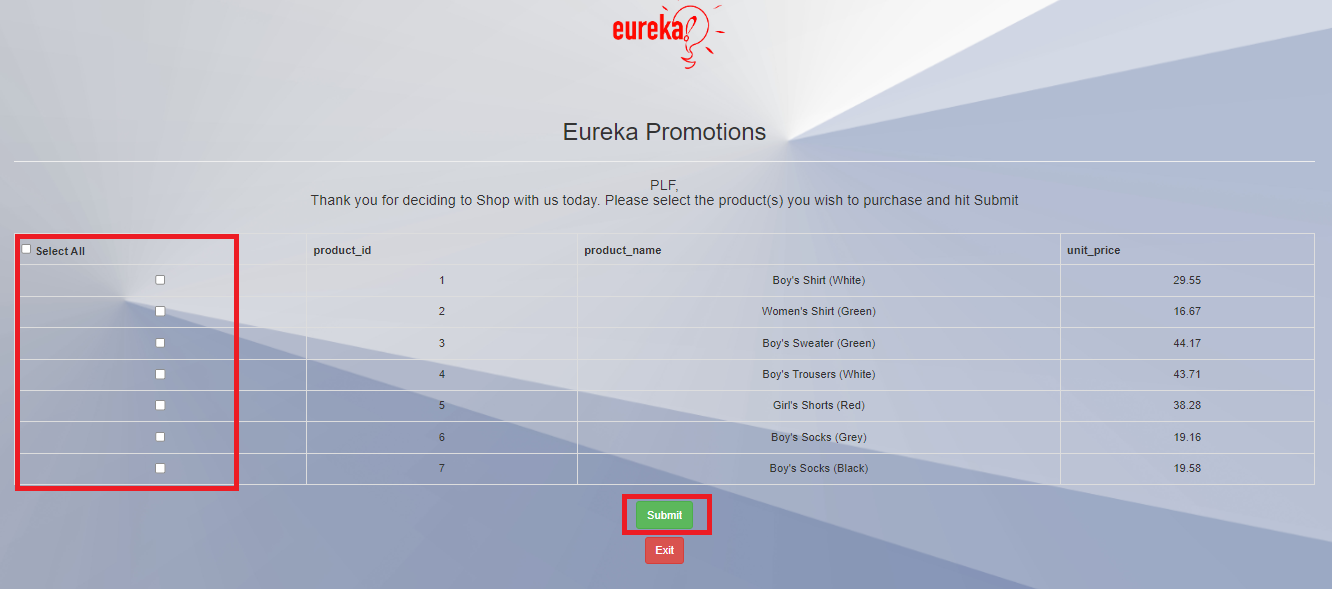 eureka!
Eureka Promotions
PLF,
Thank you for deciding to Shop with us today. Please select the product(s) you wish to purchase and hit Submit
Select All product_id product_name unit_price
1 Boy's Shirt (White) 29.55
2 Women's Shirt (Green) 16.67
3 Boy's Sweater (Green) 44.17
4 Boy's Trousers (White) 43.71
5 Girl's Shorts (Red) 38.28
6 Boy's Socks (Grey) 19.16
7 Boy's Socks (Black) 19.58
Submit
Exit